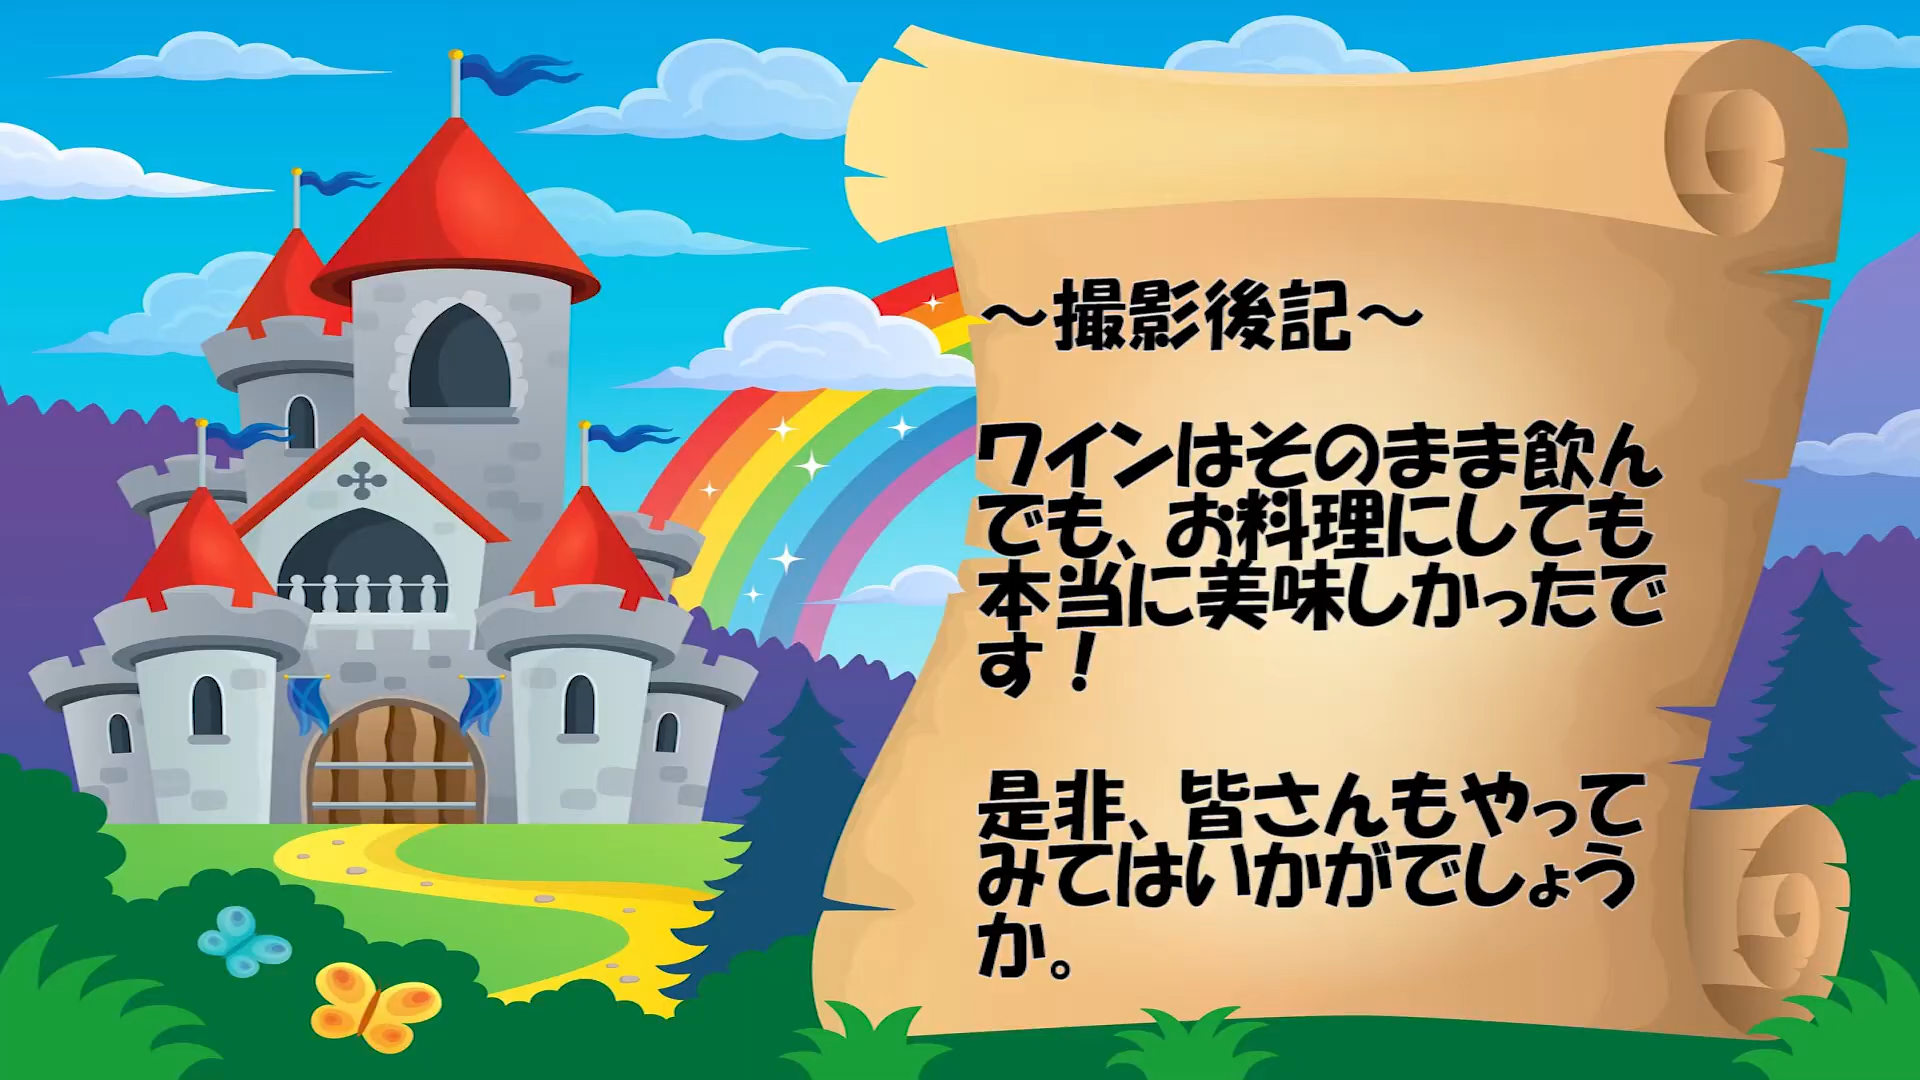 ～撮影後記～
ワインはそのまま飲ん
でも、お料理にしても
本当に美味しかったで
す！
是非、皆さんもやって
みてはいかがでしょう
か。